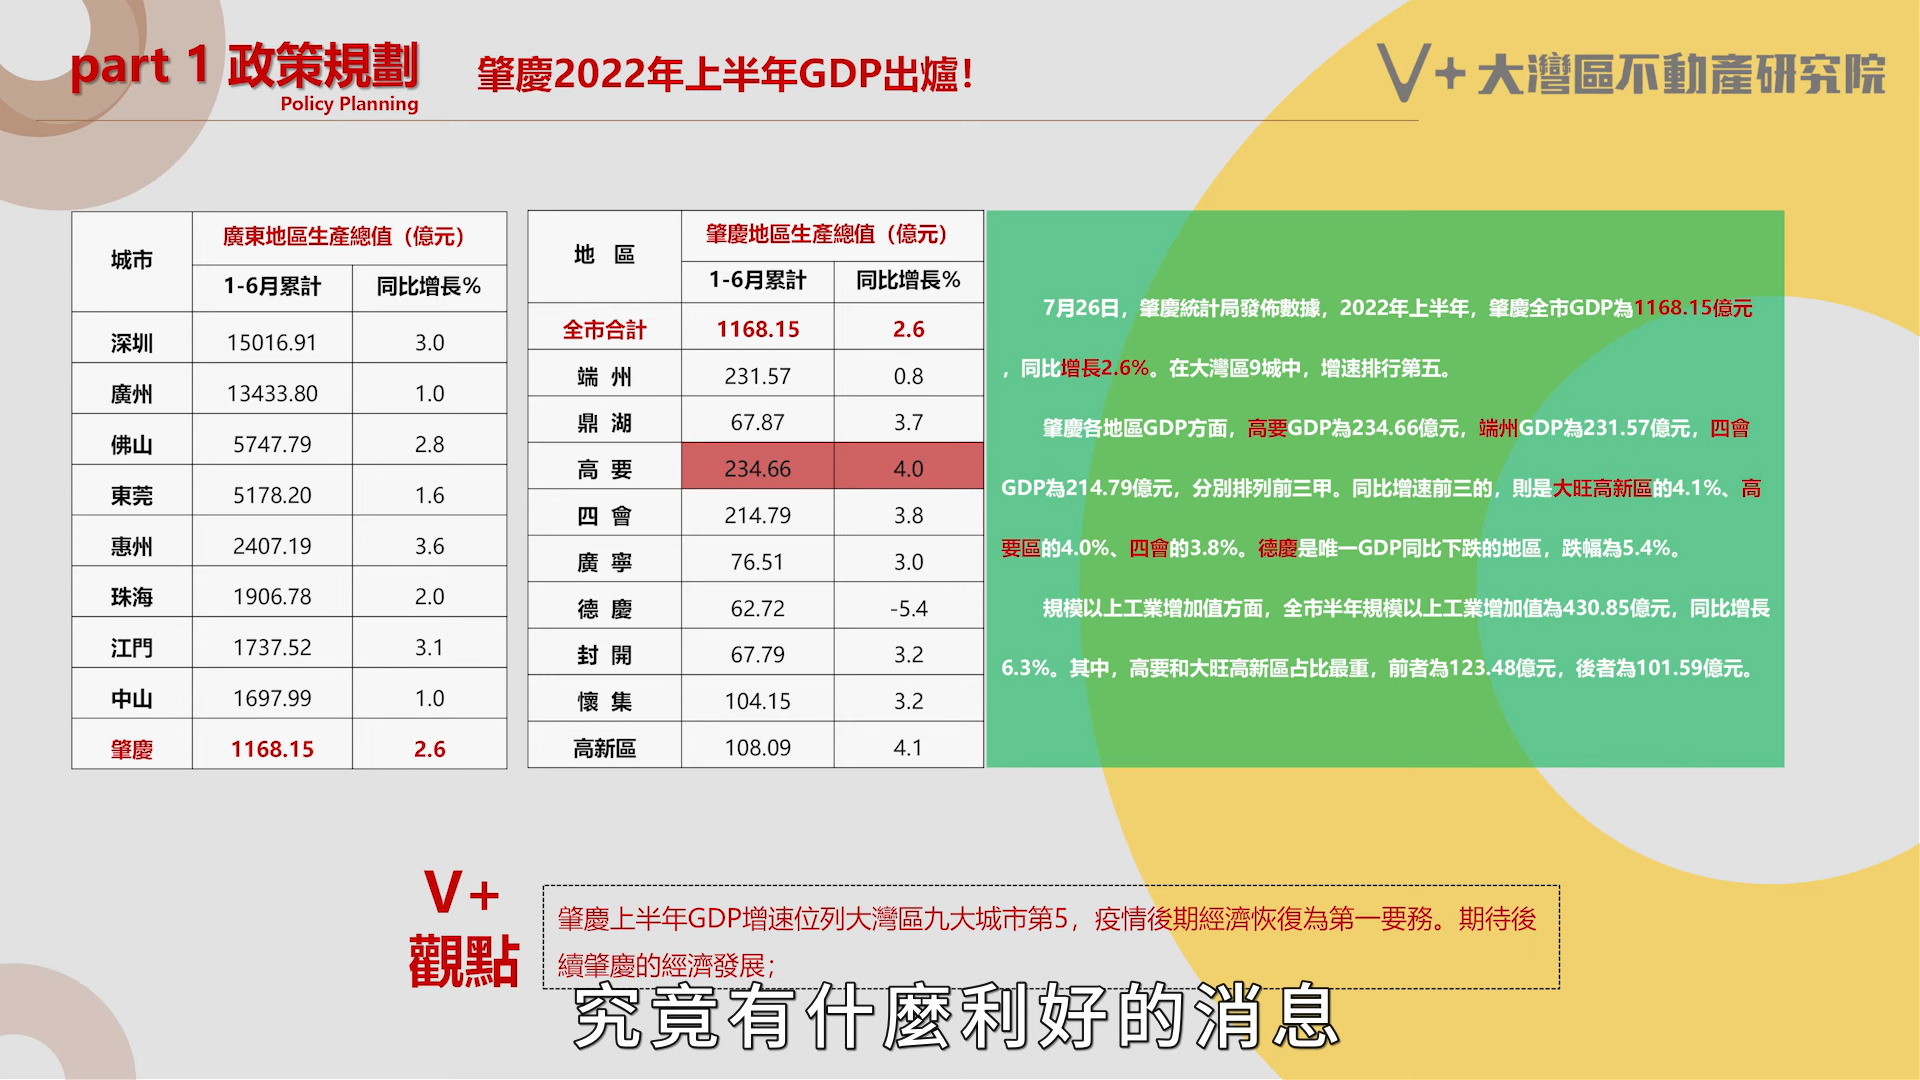 part 1 政策規劃
Policy Planning
肇慶2022年上半年GDP出爐！
V+大灣區不動產研究院
城市 廣東地區生產總值（億元）
1-6月累計 同比增長%
深圳 15016.91 3.0
廣州 13433.80 1.0
佛山 5747.79 2.8
東莞 5178.20 1.6
惠州 2407.19 3.6
珠海 1906.78 2.0
江門 1737.52 3.1
中山 1697.99 1.0
肇慶 1168.15 2.6
地 區 肇慶地區生產總值（億元）
1-6月累計 同比增長%
全市合計 1168.15 2.6
端 州 231.57 0.8
鼎 湖 67.87 3.7
高 要 234.66 4.0
四 會 214.79 3.8
廣 寧 76.51 3.0
德 慶 62.72 -5.4
封 開 67.79 3.2
懷 集 104.15 3.2
高新區 108.09 4.1
7月26日，肇慶統計局發佈數據，2022年上半年，肇慶全市GDP為1168.15億元
，同比增長2.6%。在大灣區9城中，增速排行第五。
肇慶各地區GDP方面，高要GDP為234.66億元，端州GDP為231.57億元，四會
GDP為214.79億元，分別排列前三甲。同比增速前三的，則是大旺高新區的4.1%、高
要區的4.0%、四會的3.8%。德慶是唯一GDP同比下跌的地區，跌幅為5.4%。
規模以上工業增加值方面，全市半年規模以上工業增加值為430.85億元，同比增長
6.3%。其中，高要和大旺高新區占比最重，前者為123.48億元，後者為101.59億元。
V+
觀點
肇慶上半年GDP增速位列大灣區九大城市第5，疫情後期經濟恢復為第一要務。期待後
續肇慶的經濟發展；
究竟有什麼利好的消息